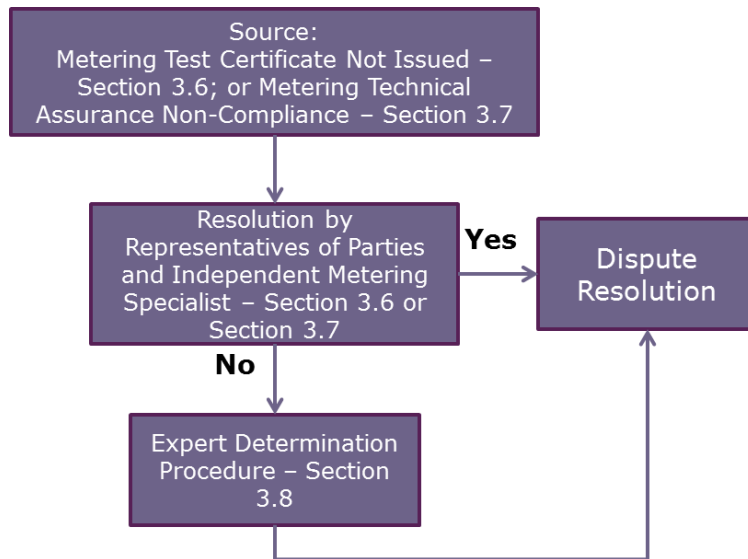 Source:
Metering Test Certificate Not Issued –
Section 3.6; or Metering Technical
Assurance Non-Compliance – Section 3.7
Resolution by
Representatives of Parties
and Independent Metering
Specialist – Section 3.6 or
Section 3.7
Yes
Dispute
Resolution
No
Expert Determination
Procedure – Section
3.8